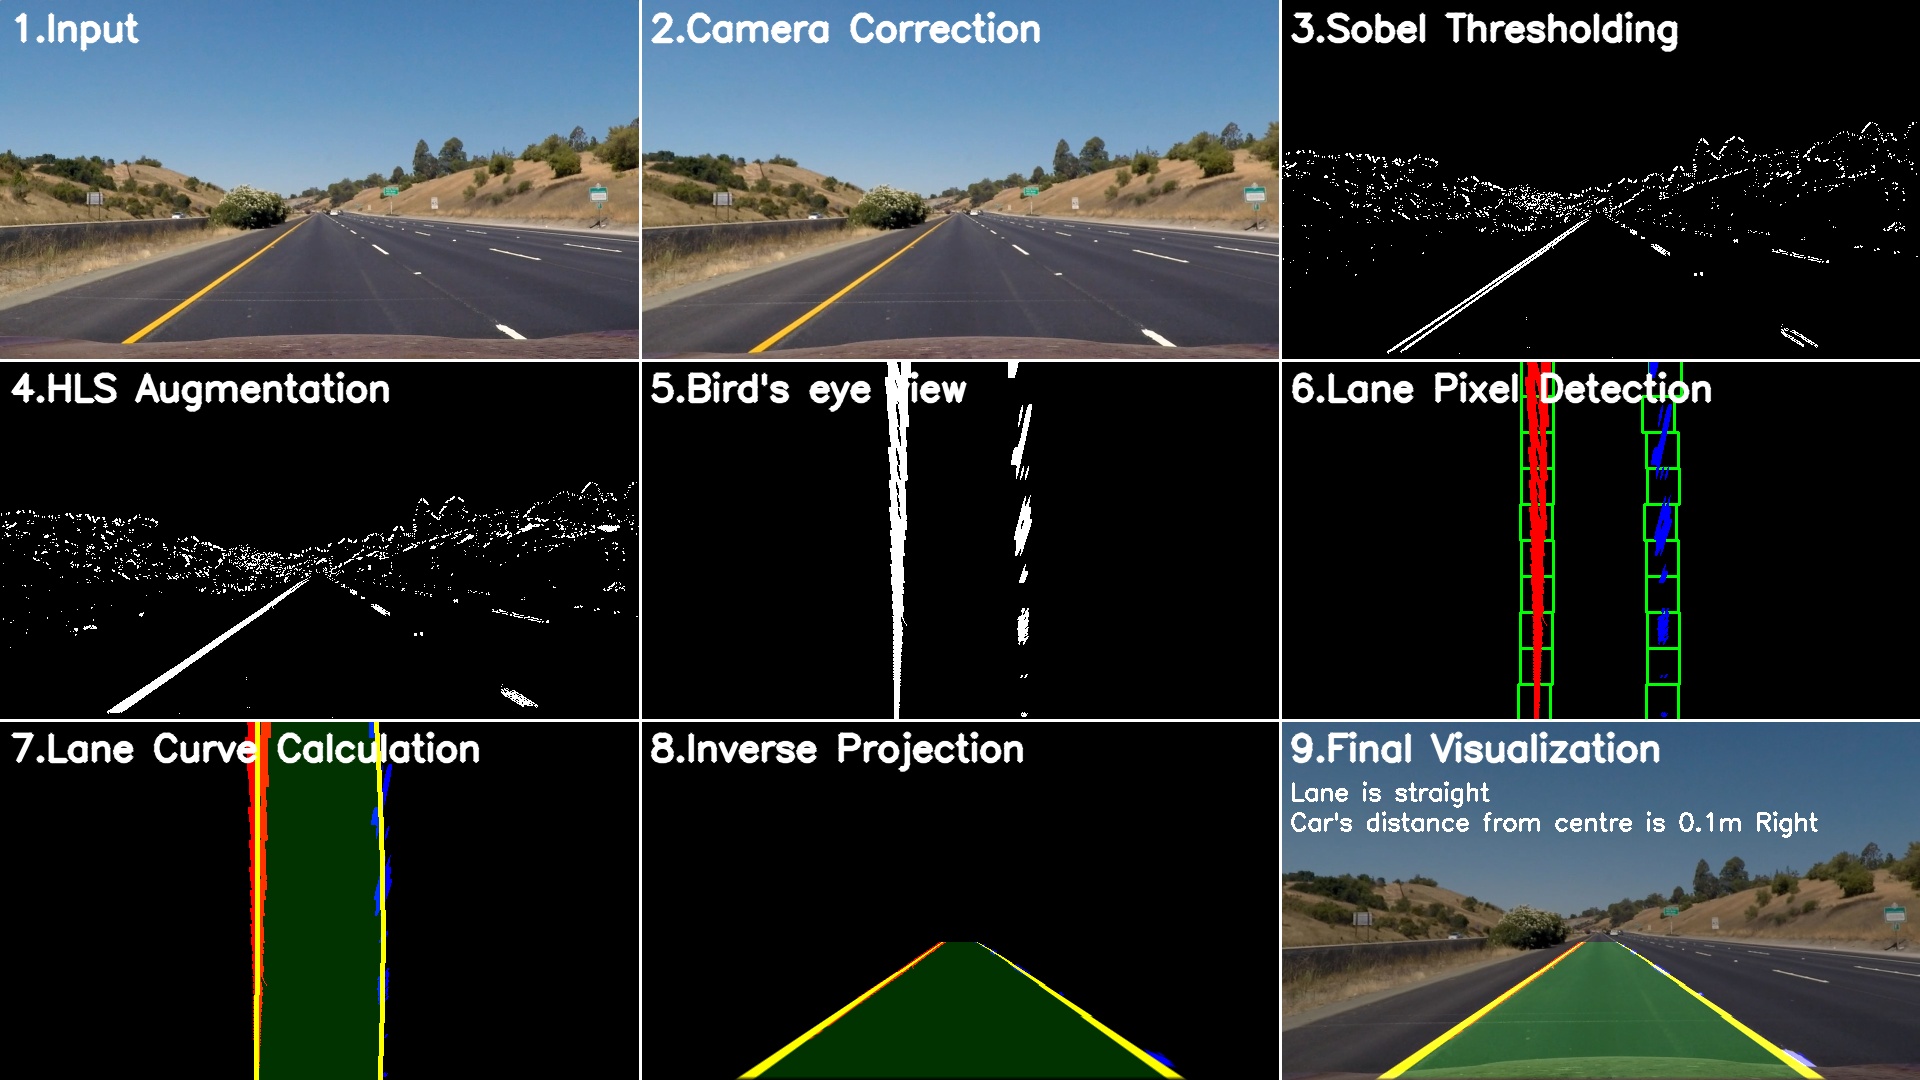 1.Input
2.Camera Correction
3.Sobel Thresholding
4.HLS Augmentation
5.Bird's eye View
6.Lane Pixel Detection
7.Lane Curve Calculation
8.Inverse Projection
9.Final Visualization
Lane is straight
Car's distance from centre is 0.1m Right